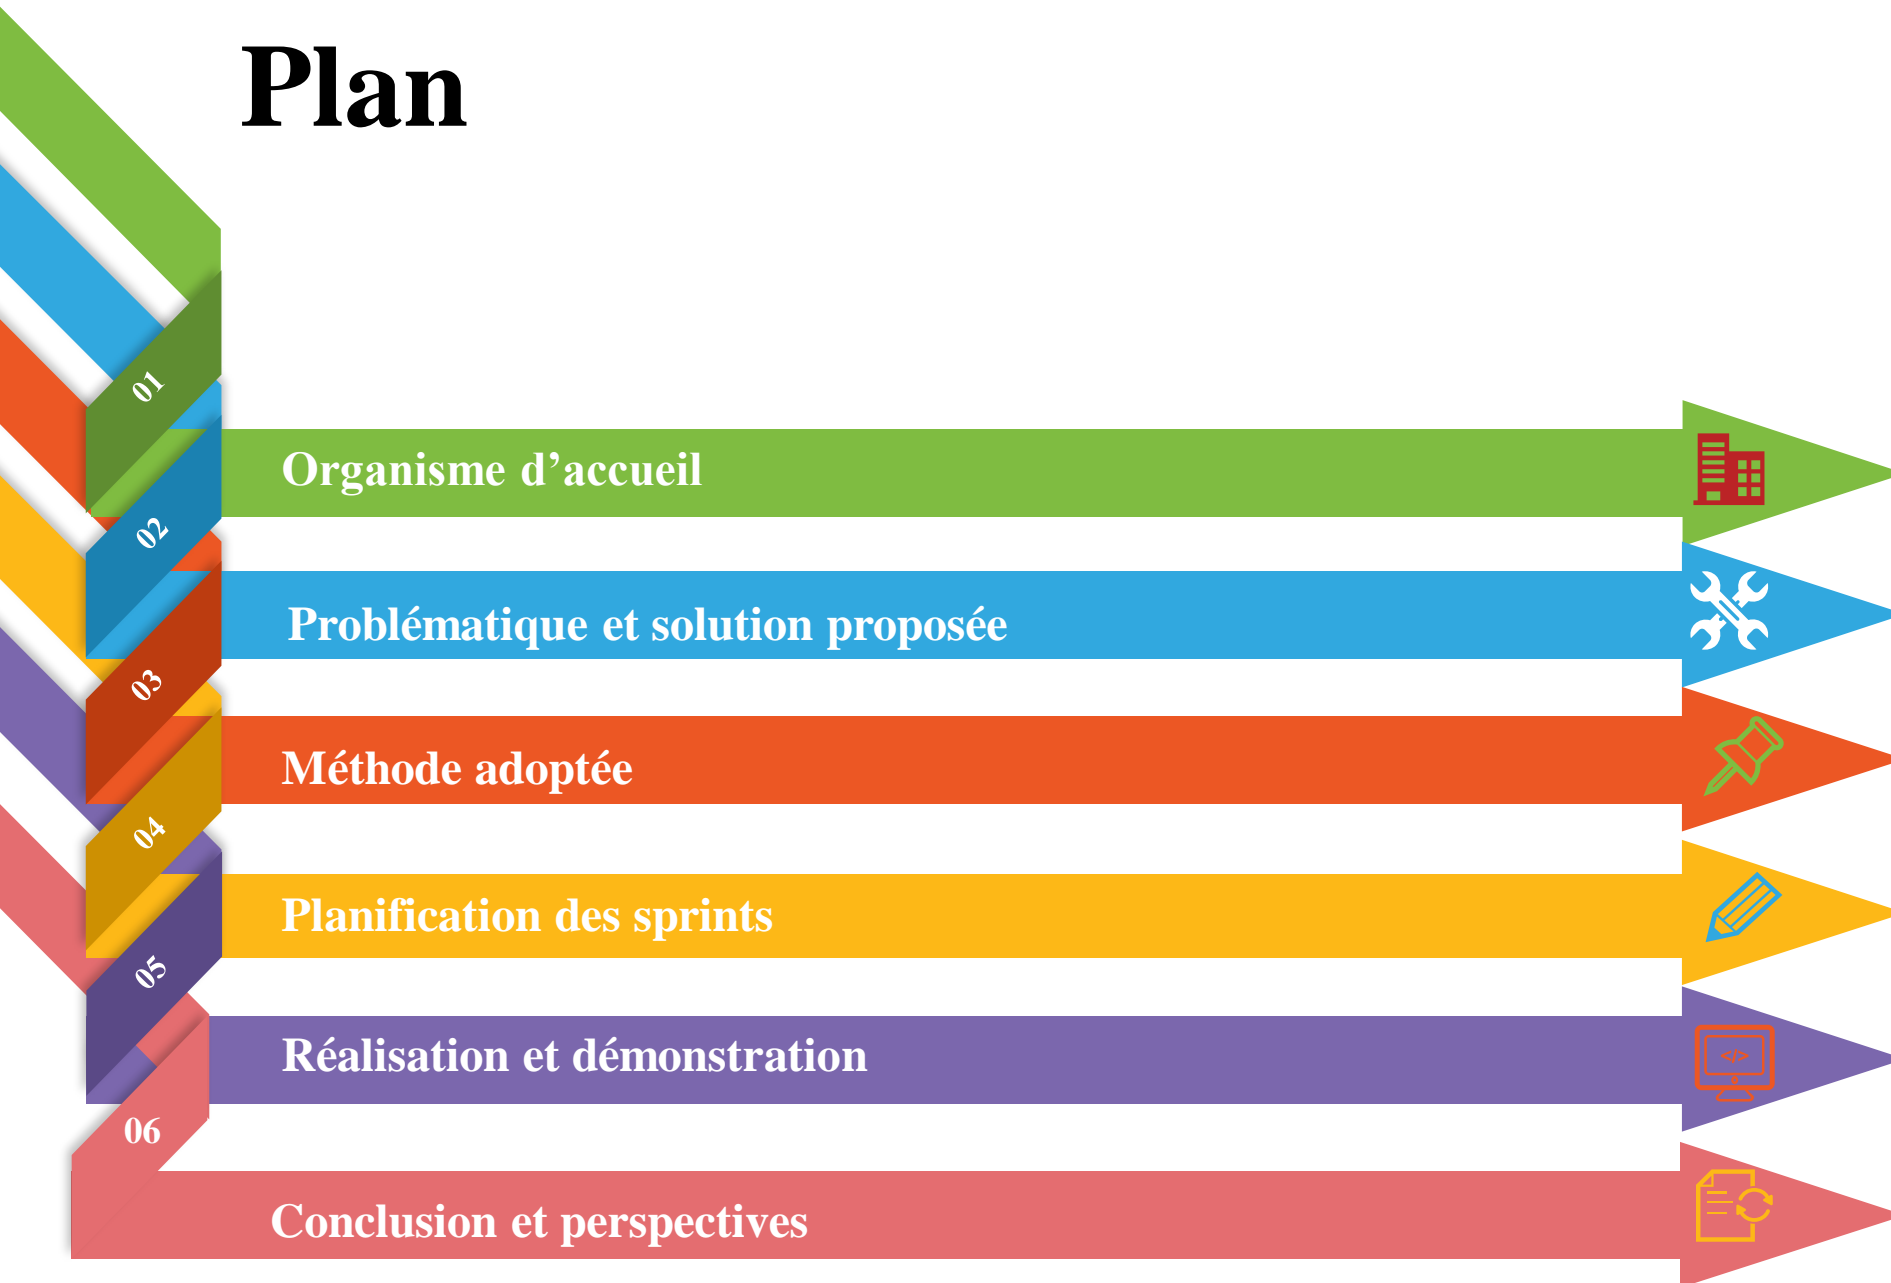 Plan
01
Organisme d’accueil
02
Problématique et solution proposée
03
Méthode adoptée
04
Planification des sprints
05
Réalisation et démonstration
</>
06
Conclusion et perspectives